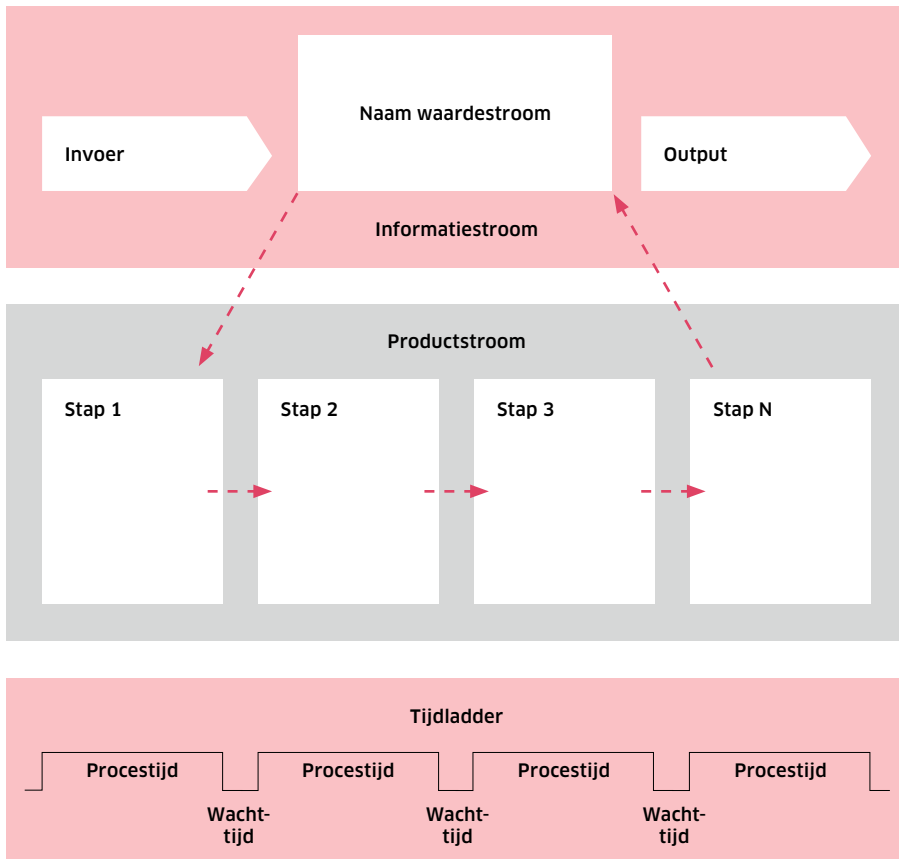 Naam waardestroom
Invoer
Output
Informatiestroom
Productstroom
Stap 1
Stap 2
Stap 3
Stap N
Tijdladder
Procestijd
Procestijd
Procestijd
Procestijd
Wacht-
tijd
Wacht-
tijd
Wacht-
tijd